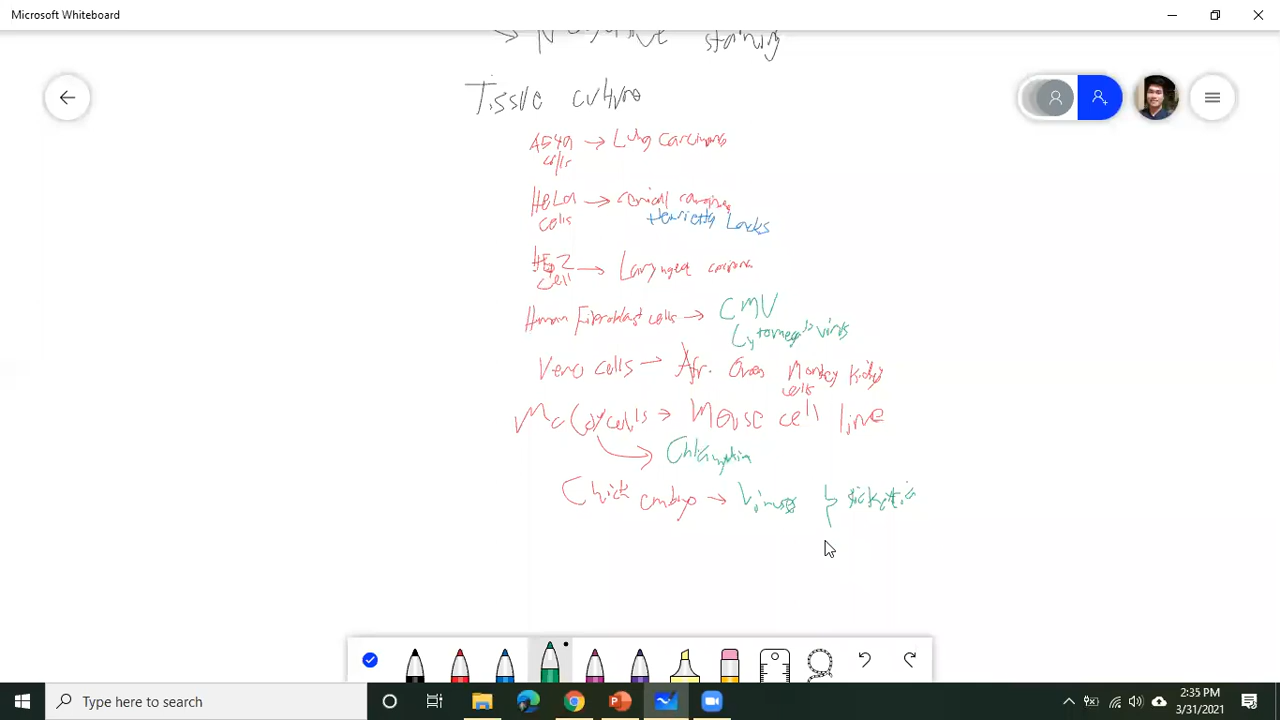 Microsoft Whiteboard
→ Negative staining
Tissue culture
A549 cells → Lung carcinoma
HeLa cells → cervical carcinoma
Henrietta Lacks
HEp2 cell → Laryngeal carcinoma
Human Fibroblast cells → CMV
Cytomegalovirus
Vero cells → Afr. Green Monkey Kidney cells
McCoy cells → Mouse cell line
→ Chlamydia
Chick embryo → Viruses & rickettsia
Type here to search
2:35 PM
3/31/2021